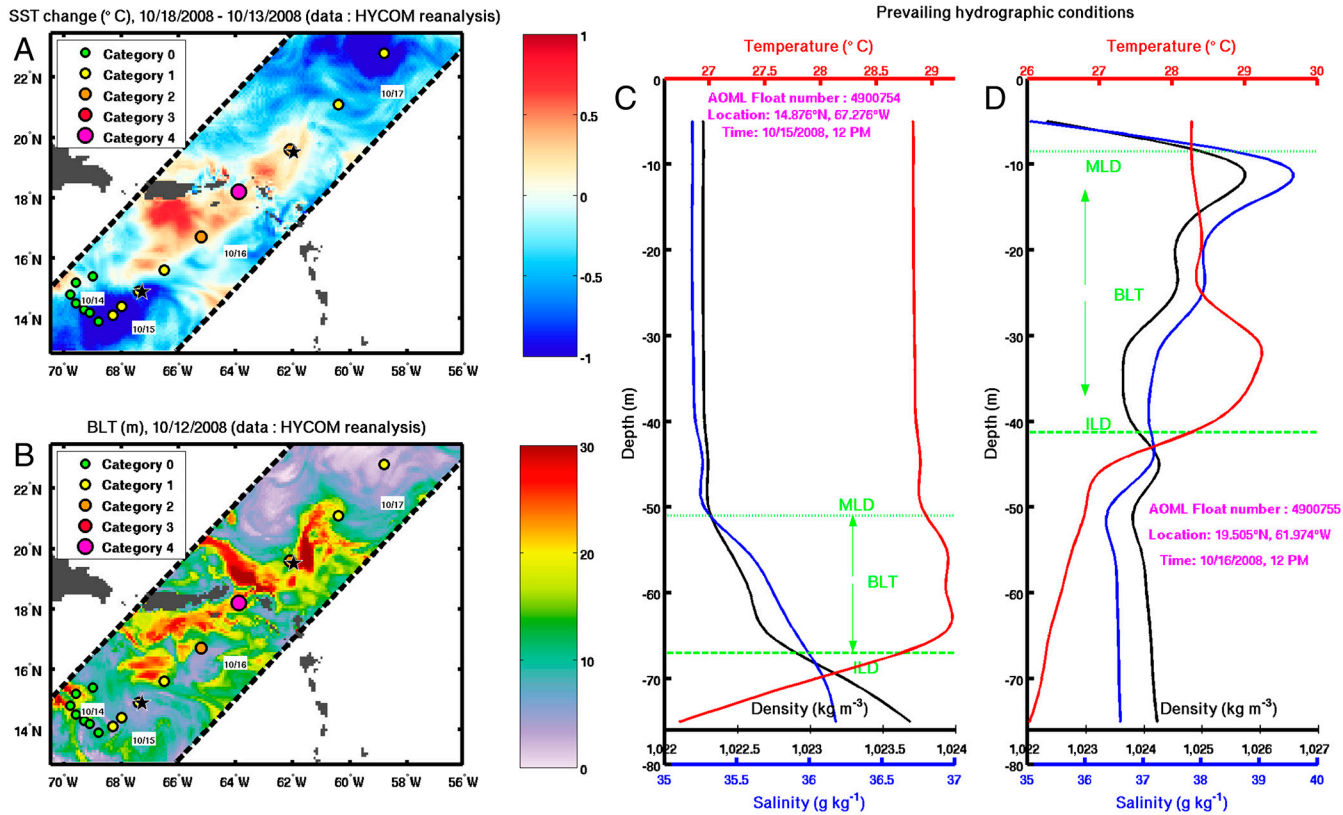 SST change (° C), 10/18/2008 - 10/13/2008 (data : HYCOM reanalysis)
A
Category 0
Category 1
Category 2
Category 3
Category 4
22°N
20°N
18°N
16°N
14°N
10/17
10/16
10/14
10/15
70°W 68°W 66°W 64°W 62°W 60°W 58°W 56°W
1
0.5
0
-0.5
-1
BLT (m), 10/12/2008 (data : HYCOM reanalysis)
B
Category 0
Category 1
Category 2
Category 3
Category 4
22°N
20°N
18°N
16°N
14°N
10/17
10/16
10/14
10/15
70°W 68°W 66°W 64°W 62°W 60°W 58°W 56°W
30
20
10
0
Prevailing hydrographic conditions
Temperature (° C)
27 27.5 28 28.5 29
C
AOML Float number : 4900754
Location: 14.876°N, 67.276°W
Time: 10/15/2008, 12 PM
0
-10
-20
-30
-40
-50
-60
-70
-80
Depth (m)
MLD
BLT
ILD
Density (kg m-3)
1,022 1,022.5 1,023 1,023.5 1,024
35 35.5 36 36.5 37
Salinity (g kg-1)
Temperature (° C)
26 27 28 29 30
D
0
-10
-20
-30
-40
-50
-60
-70
-80
Depth (m)
MLD
BLT
ILD
AOML Float number : 4900755
Location: 19.505°N, 61.974°W
Time: 10/16/2008, 12 PM
Density (kg m-3)
1,022 1,023 1,024 1,025 1,026 1,027
35 36 37 38 39 40
Salinity (g kg-1)